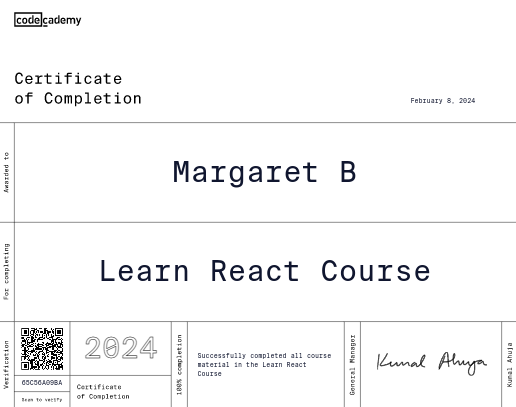 codecademy
Certificate
of Completion
February 8, 2024
Awarded to
Margaret B
For completing
Learn React Course
Verification
65C56A09BA
Scan to verify
2024
Certificate
of Completion
100% completion
Successfully completed all course
material in the Learn React
Course
General Manager
Kunal Ahuja
Kunal Ahuja